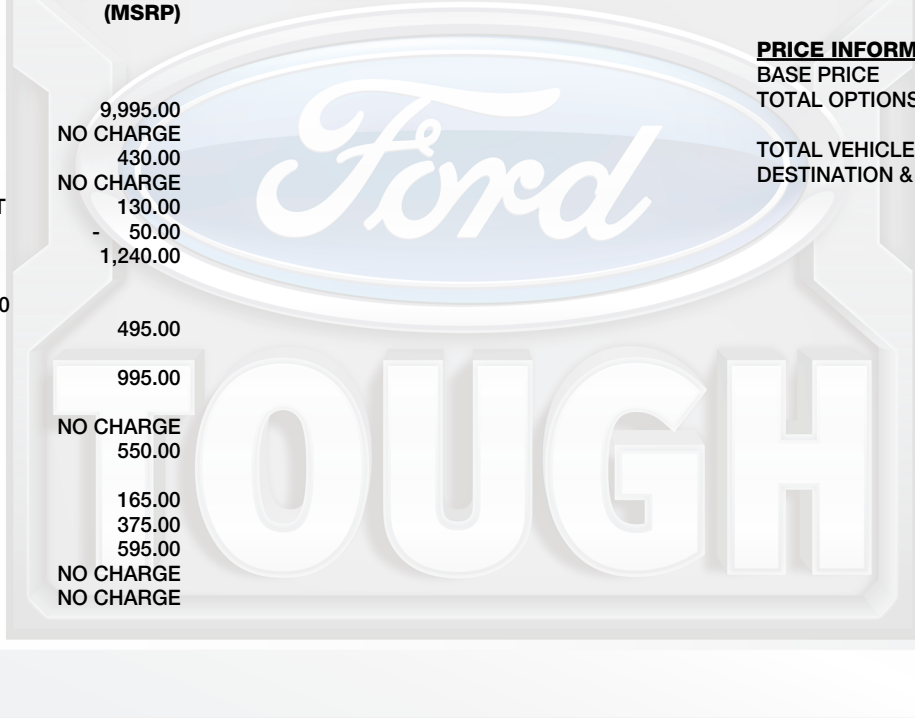 (MSRP)
9,995.00
NO CHARGE
430.00
NO CHARGE
T 130.00
- 50.00
1,240.00
0
495.00
995.00
NO CHARGE
550.00
165.00
375.00
595.00
NO CHARGE
NO CHARGE
PRICE INFORM
BASE PRICE
TOTAL OPTIONS
TOTAL VEHICLE
DESTINATION &
Ford
TOUGH